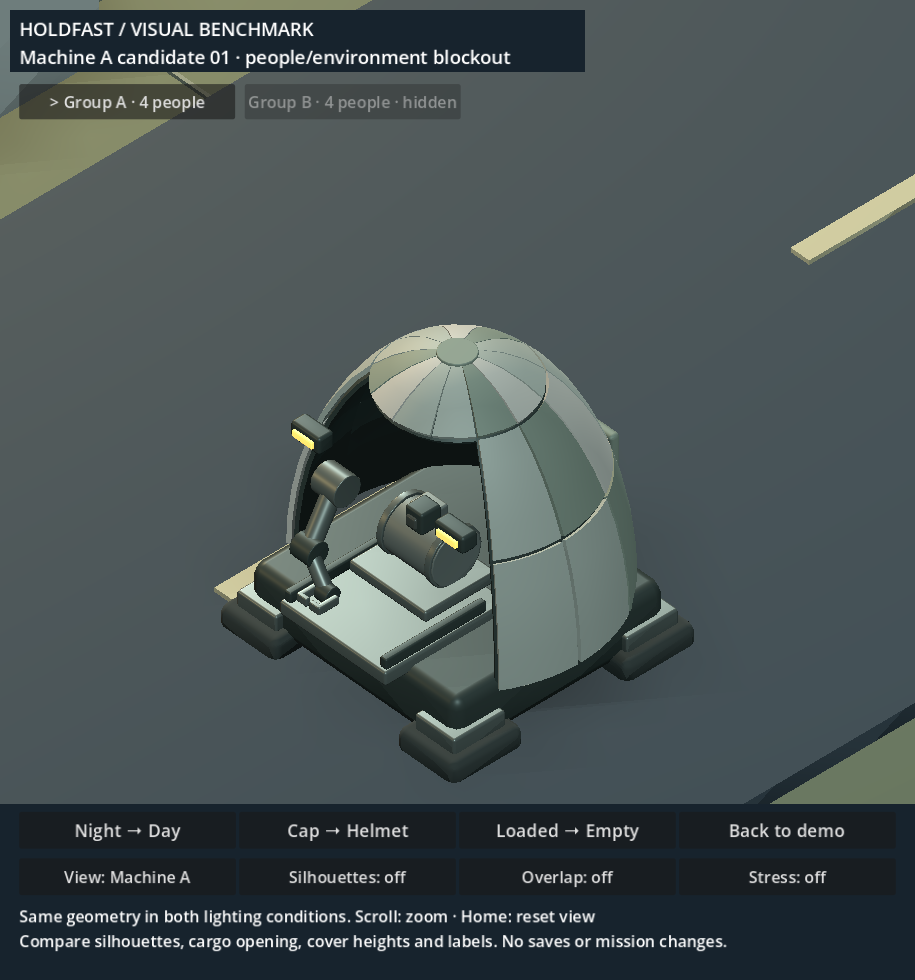 HOLDFAST / VISUAL BENCHMARK
Machine A candidate 01 · people/environment blockout
> Group A · 4 people
Group B · 4 people · hidden
Night → Day
Cap → Helmet
Loaded → Empty
Back to demo
View: Machine A
Silhouettes: off
Overlap: off
Stress: off
Same geometry in both lighting conditions. Scroll: zoom · Home: reset view
Compare silhouettes, cargo opening, cover heights and labels. No saves or mission changes.